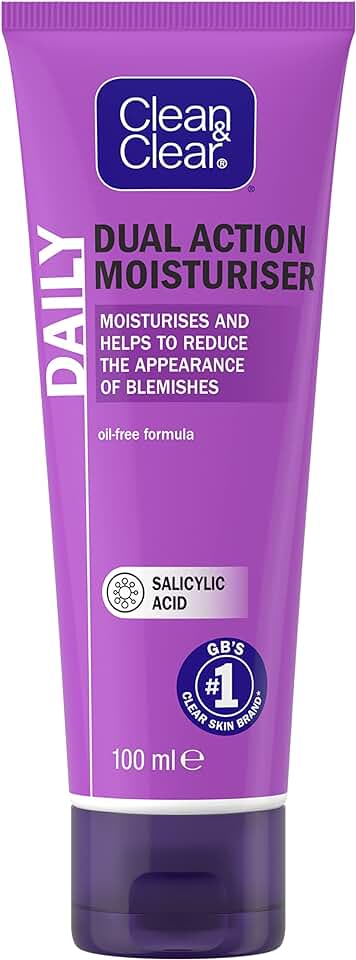 Clean &
Clear®
®
DAILY
DUAL ACTION
MOISTURISER
MOISTURISES AND
HELPS TO REDUCE
THE APPEARANCE
OF BLEMISHES
oil-free formula
SALICYLIC
ACID
GB'S
#1
CLEAR SKIN BRAND*
100 ml ℮